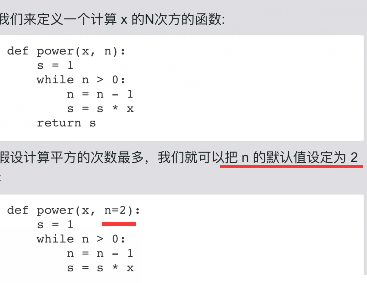 我们来定义一个计算 x 的N次方的函数:
def power(x, n):
    s = 1
    while n > 0:
        n = n - 1
        s = s * x
    return s
假设计算平方的次数最多，我们就可以把 n 的默认值设定为 2
:
def power(x, n=2):
    s = 1
    while n > 0:
        n = n - 1
        s = s * x